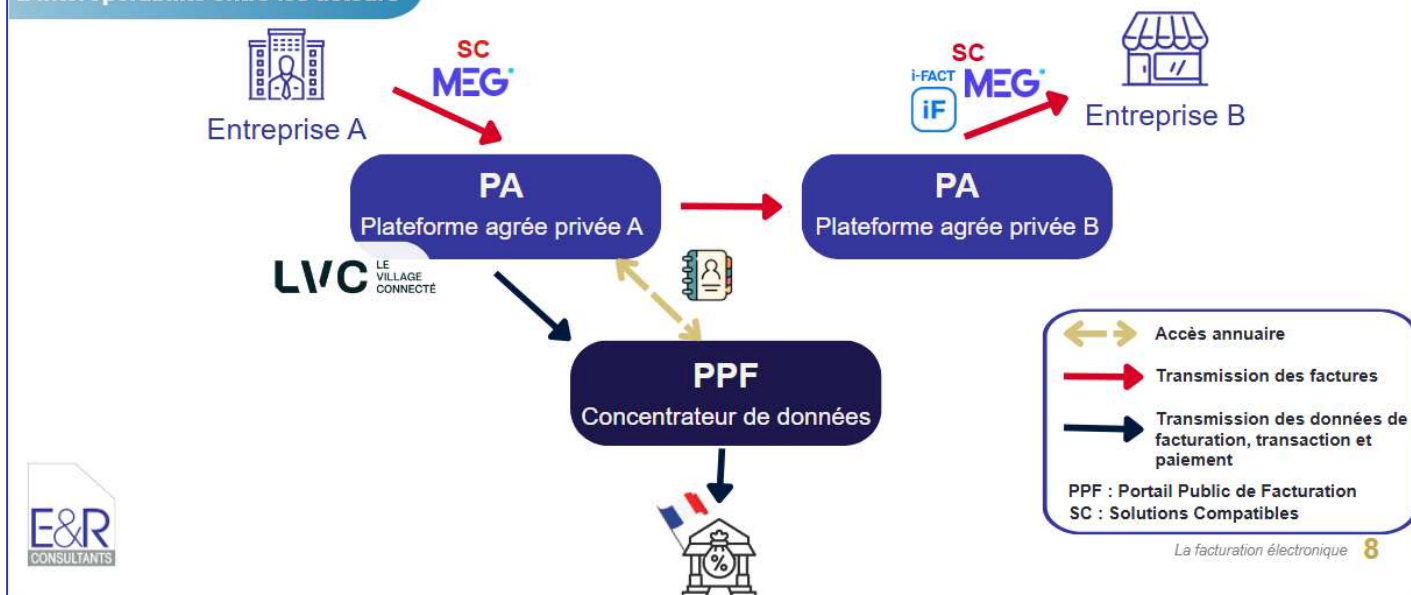 SC
MEG
Entreprise A
SC
i-FACT
MEG
iF
Entreprise B
PA
Plateforme agrée privée A
PA
Plateforme agrée privée B
LVC
LE
VILLAGE
CONNECTÉ
PPF
Concentrateur de données
%
Accès annuaire
Transmission des factures
Transmission des données de
facturation, transaction et
paiement
PPF : Portail Public de Facturation
SC : Solutions Compatibles
E&R
CONSULTANTS
La facturation électronique 8